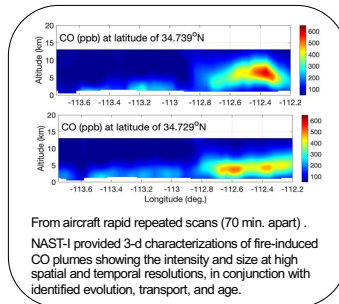 CO (ppb) at latitude of 34.739°N
Altitude (km)
20
15
10
5
0
-113.6 -113.4 -113.2 -113 -112.8 -112.6 -112.4 -112.2
600
500
400
300
200
100
CO (ppb) at latitude of 34.729°N
Altitude (km)
20
15
10
5
0
-113.6 -113.4 -113.2 -113 -112.8 -112.6 -112.4 -112.2
Longitude (deg.)
600
500
400
300
200
100
From aircraft rapid repeated scans (70 min. apart) .
NAST-I provided 3-d characterizations of fire-induced
CO plumes showing the intensity and size at high
spatial and temporal resolutions, in conjunction with
identified evolution, transport, and age.